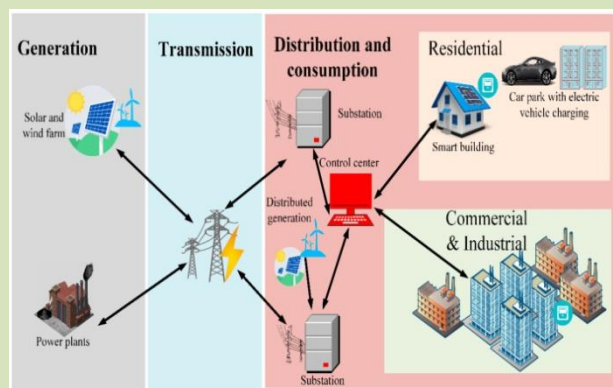 Generation
Transmission
Distribution and
consumption
Residential
Solar and
wind farm
Substation
Car park with electric
vehicle charging
Smart building
Control center
Distributed
generation
Commercial
& Industrial
Power plants
Substation